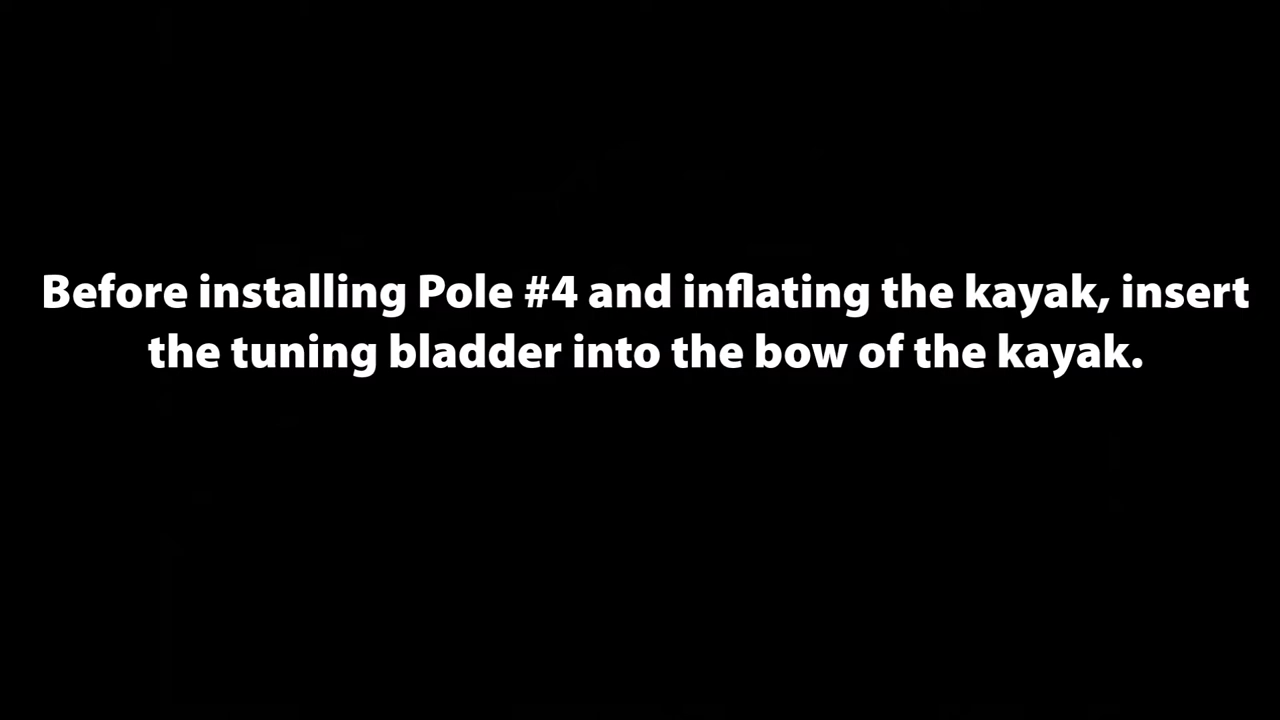 Before installing Pole #4 and inflating the kayak, insert
the tuning bladder into the bow of the kayak.